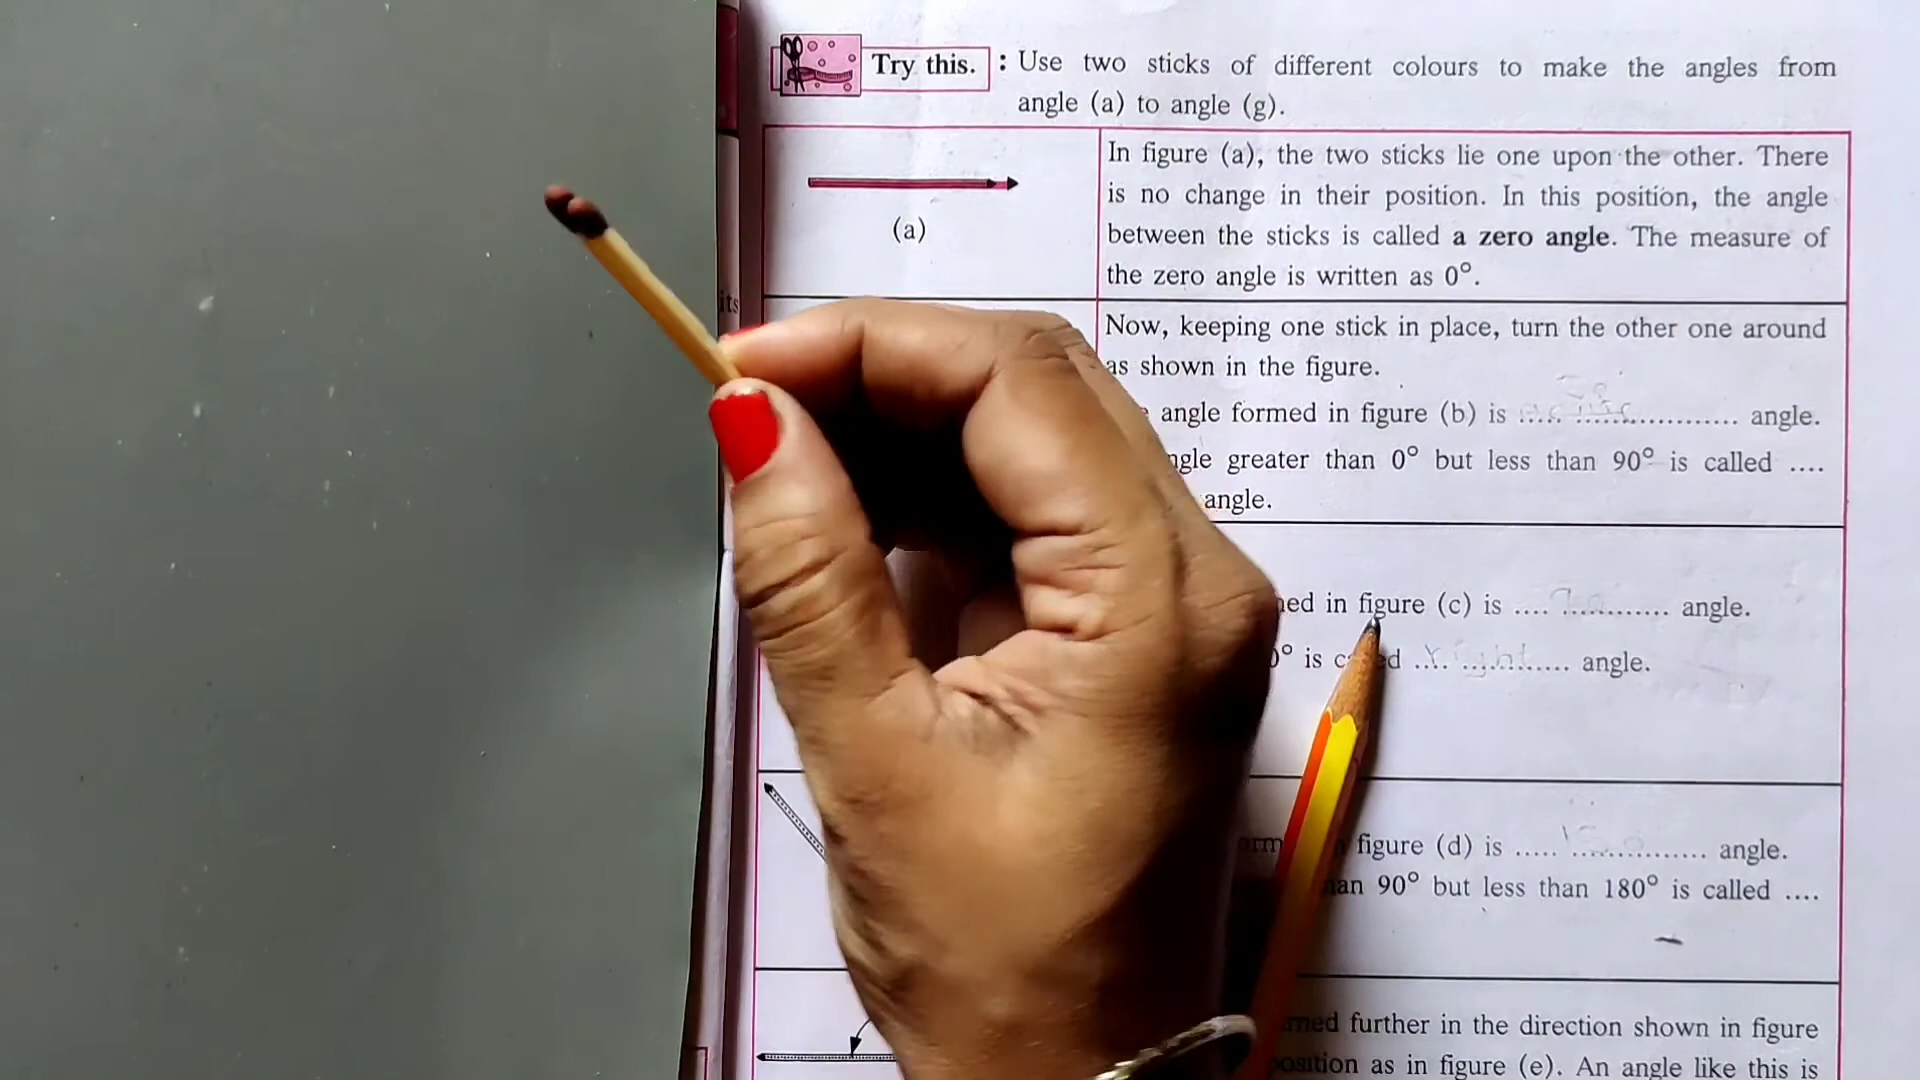 its
Try this. : Use two sticks of different colours to make the angles from
angle (a) to angle (g).
(a)
In figure (a), the two sticks lie one upon the other. There
is no change in their position. In this position, the angle
between the sticks is called a zero angle. The measure of
the zero angle is written as 0°.
Now, keeping one stick in place, turn the other one around
as shown in the figure.
angle formed in figure (b) is .................... angle.
greater than 0° but less than 90° is called ....
angle.
in figure (c) is .... ............ angle.
is called .... right ............ angle.
figure (d) is ..... ............... angle.
90° but less than 180° is called ....
further in the direction shown in figure
as in figure (e). An angle like this is